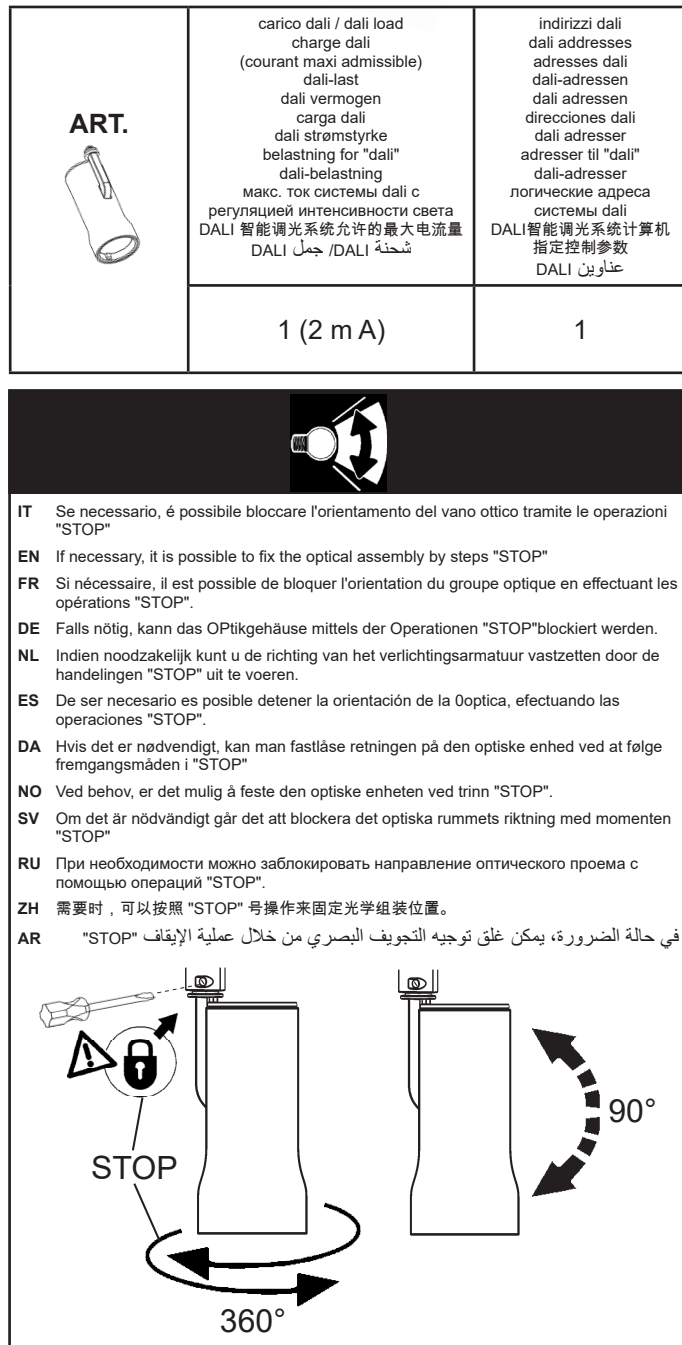 ART.
carico dali / dali load
charge dali
(courant maxi admissible)
dali-last
dali vermogen
carga dali
dali strømstyrke
belastning for "dali"
dali-belastning
макс. ток системы dali с
регуляцией интенсивности света
DALI 智能调光系统允许的最大电流量
شحنة DALI/ جمل DALI
indirizzi dali
dali addresses
adresses dali
dali-adressen
dali adressen
direcciones dali
dali adresser
adresser til "dali"
dali-adresser
логические адреса
системы dali
DALI智能调光系统计算机
指定控制参数
عناوين DALI
1 (2 m A)
1
IT Se necessario, é possibile bloccare l'orientamento del vano ottico tramite le operazioni
"STOP"
EN If necessary, it is possible to fix the optical assembly by steps "STOP"
FR Si nécessaire, il est possible de bloquer l'orientation du groupe optique en effectuant les
opérations "STOP".
DE Falls nötig, kann das OPtikgehäuse mittels der Operationen "STOP"blockiert werden.
NL Indien noodzakelijk kunt u de richting van het verlichtingsarmatuur vastzetten door de
handelingen "STOP" uit te voeren.
ES De ser necesario es posible detener la orientación de la 0optica, efectuando las
operaciones "STOP".
DA Hvis det er nødvendigt, kan man fastlåse retningen på den optiske enhed ved at følge
fremgangsmåden i "STOP"
NO Ved behov, er det mulig å feste den optiske enheten ved trinn "STOP".
SV Om det är nödvändigt går det att blockera det optiska rummets riktning med momenten
"STOP"
RU При необходимости можно заблокировать направление оптического проема с
помощью операций "STOP".
ZH 需要时，可以按照 "STOP" 号操作来固定光学组装位置。
AR في حالة الضرورة، يمكن غلق توجيه التجويف البصري من خلال عملية الإيقاف "STOP"
STOP
90°
360°